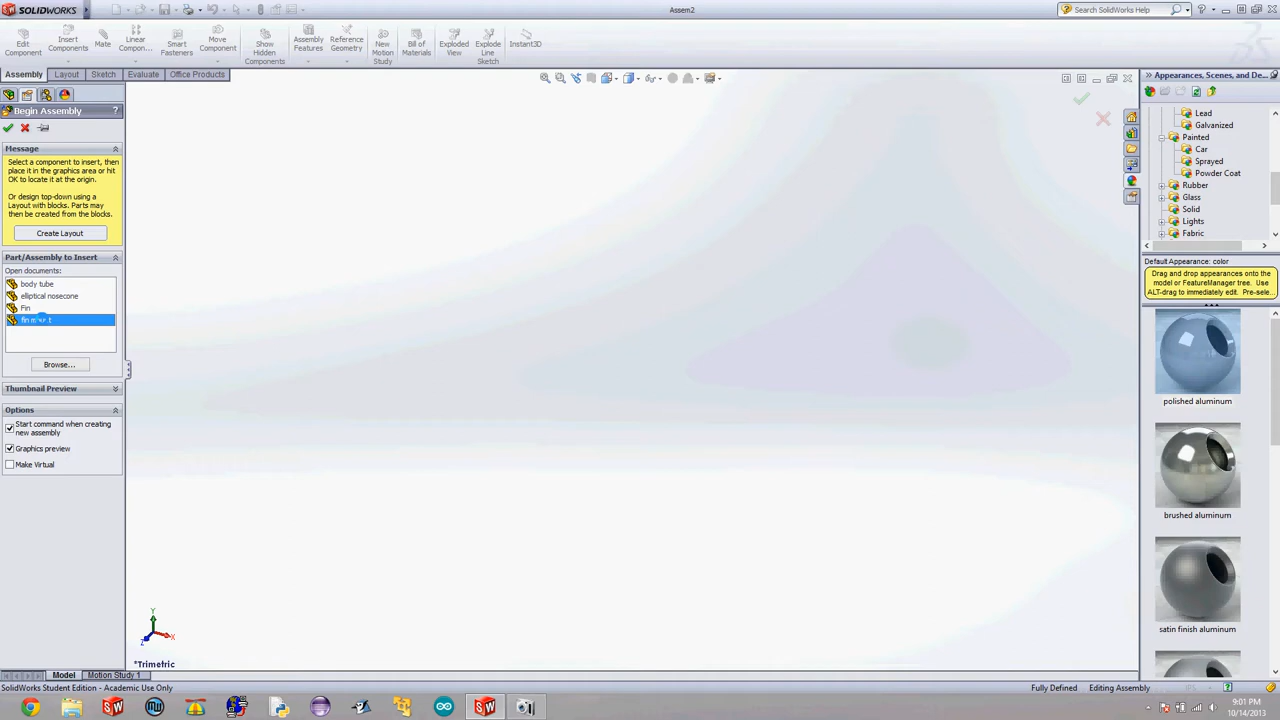 SOLIDWORKS
Assem2
Search SolidWorks Help
Edit Component
Insert Components
Mate
Linear Compon...
Smart Fasteners
Move Component
Show Hidden Components
Assembly Features
Reference Geometry
New Motion Study
Bill of Materials
Exploded View
Explode Line Sketch
Instant3D
Assembly
Layout
Sketch
Evaluate
Office Products
Begin Assembly
?
Message
Select a component to insert, then
place it in the graphics area or hit
OK to locate it at the origin.
Or design top-down using a
Layout with blocks. Parts may
then be created from the blocks.
Create Layout
Part/Assembly to Insert
Open documents:
body tube
elliptical nosecone
Fin
fin
Browse...
Thumbnail Preview
Options
Start command when creating
new assembly
Graphics preview
Make Virtual
Y
X
Z
*Trimetric
Appearances, Scenes, and De...
Lead
Galvanized
Painted
Car
Sprayed
Powder Coat
Rubber
Glass
Solid
Lights
Fabric
Default Appearance: color
Drag and drop appearances onto the
model or FeatureManager tree. Use
ALT-drag to immediately edit. Pre-sele...
polished aluminum
brushed aluminum
satin finish aluminum
Model
Motion Study 1
SolidWorks Student Edition - Academic Use Only
Fully Defined
Editing Assembly
9:01 PM
10/14/2013